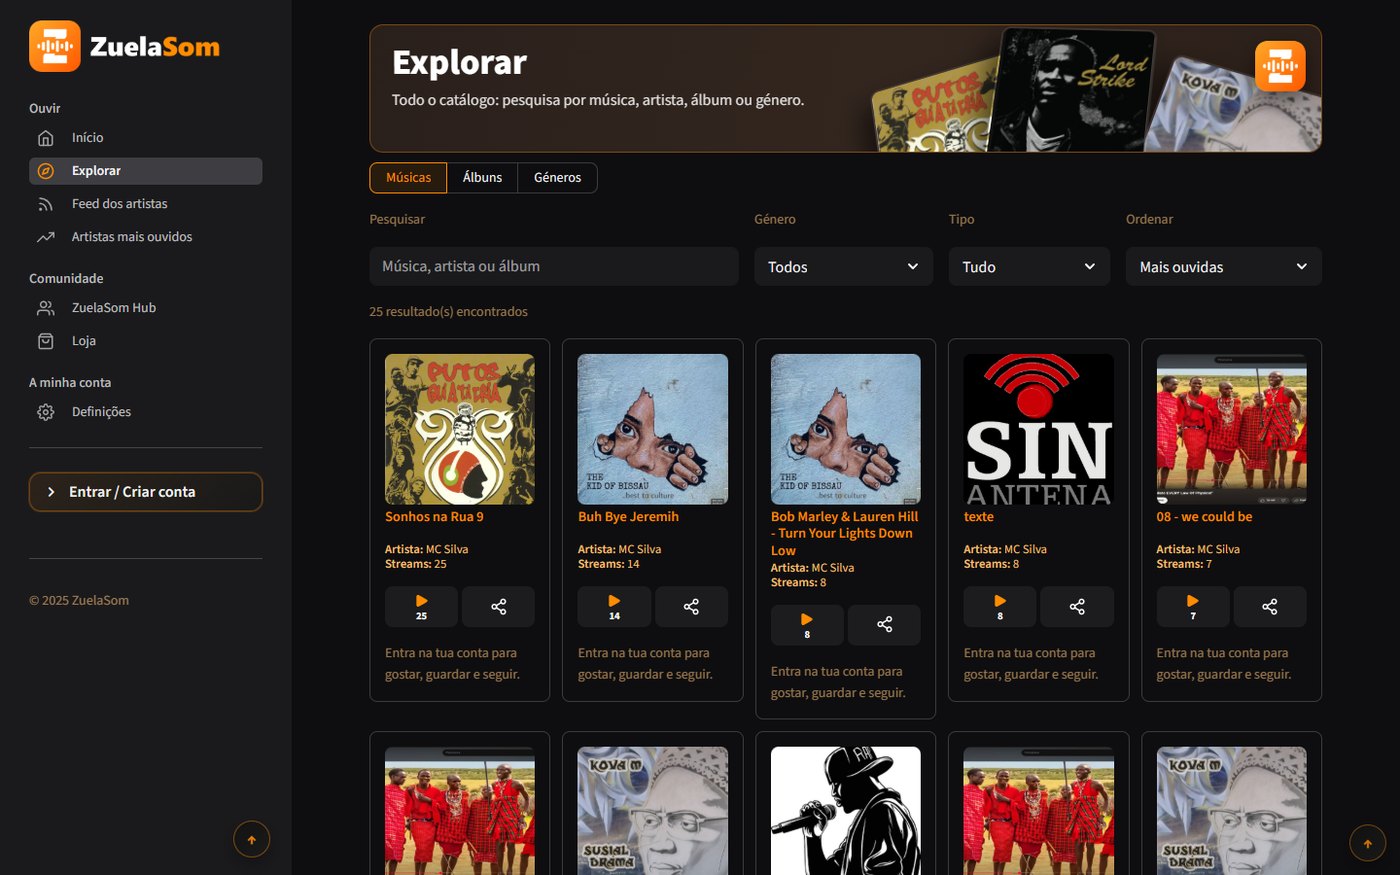 ZuelaSom
Ouvir
Início
Explorar
Feed dos artistas
Artistas mais ouvidos
Comunidade
ZuelaSom Hub
Loja
A minha conta
Definições
Entrar / Criar conta
© 2025 ZuelaSom
Explorar
Todo o catálogo: pesquisa por música, artista, álbum ou género.
PUTOS
Lord
Strike
KOVA M
Músicas
Álbuns
Géneros
Pesquisar
Género
Tipo
Ordenar
Música, artista ou álbum
Todos
Tudo
Mais ouvidas
25 resultado(s) encontrados
PUTOS
Sonhos na Rua 9
Artista: MC Silva
Streams: 25
25
Entra na tua conta para
gostar, guardar e seguir.
THE
KID OF BISSAU
..best to culture
Buh Bye Jeremih
Artista: MC Silva
Streams: 14
14
Entra na tua conta para
gostar, guardar e seguir.
THE
KID OF BISSAU
..best to culture
Bob Marley & Lauren Hill
- Turn Your Lights Down
Low
Artista: MC Silva
Streams: 8
8
Entra na tua conta para
gostar, guardar e seguir.
SIN
ANTENA
texte
Artista: MC Silva
Streams: 8
8
Entra na tua conta para
gostar, guardar e seguir.
08 - we could be
Artista: MC Silva
Streams: 7
7
Entra na tua conta para
gostar, guardar e seguir.
KOVA M
SUSIAL
DRAMA
KOVA M
SUSIAL
DRAMA